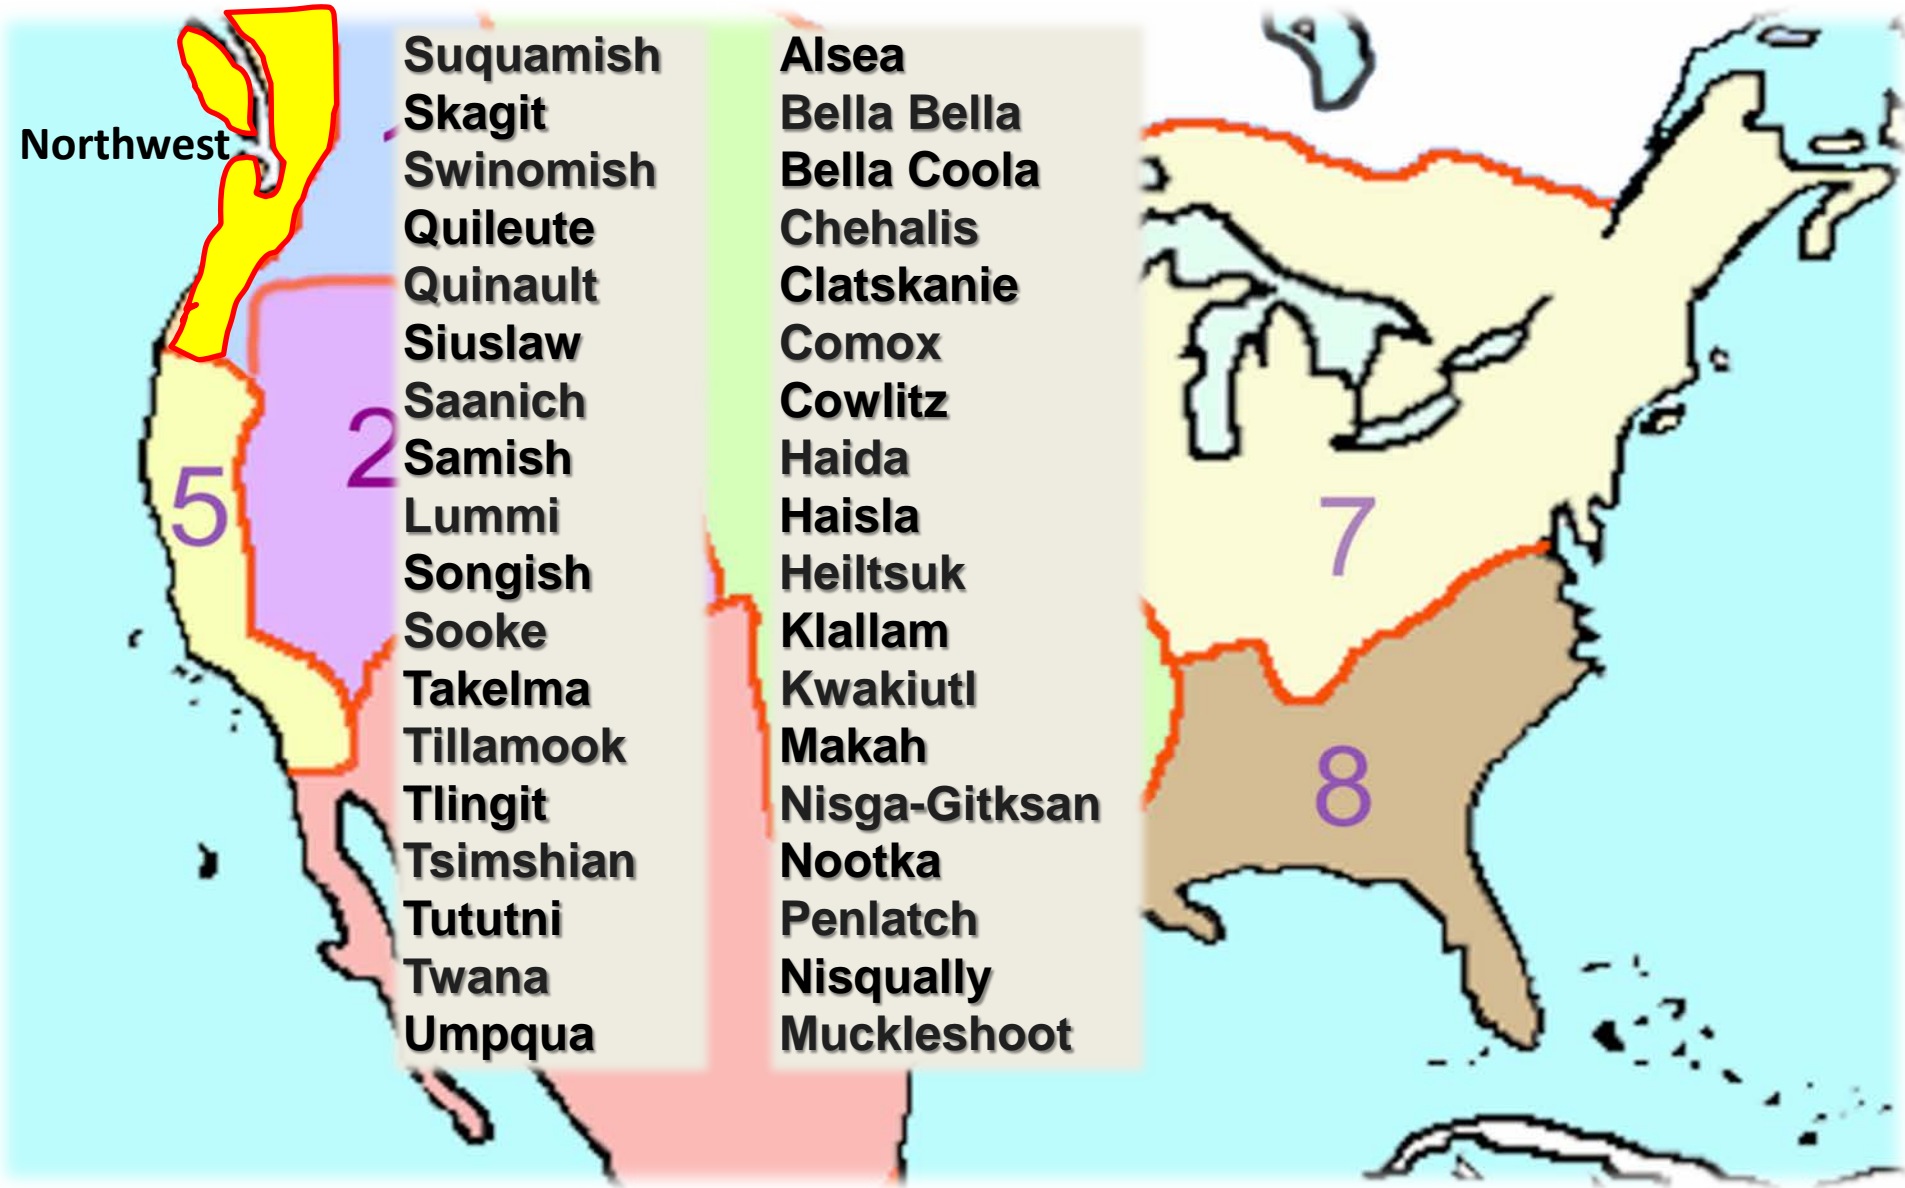 Northwest
Suquamish
Skagit
Swinomish
Quileute
Quinault
Siuslaw
Saanich
Samish
Lummi
Songish
Sooke
Takelma
Tillamook
Tlingit
Tsimshian
Tututni
Twana
Umpqua
Alsea
Bella Bella
Bella Coola
Chehalis
Clatskanie
Comox
Cowlitz
Haida
Haisla
Heiltsuk
Klallam
Kwakiutl
Makah
Nisga-Gitksan
Nootka
Penlatch
Nisqually
Muckleshoot
2
5
7
8